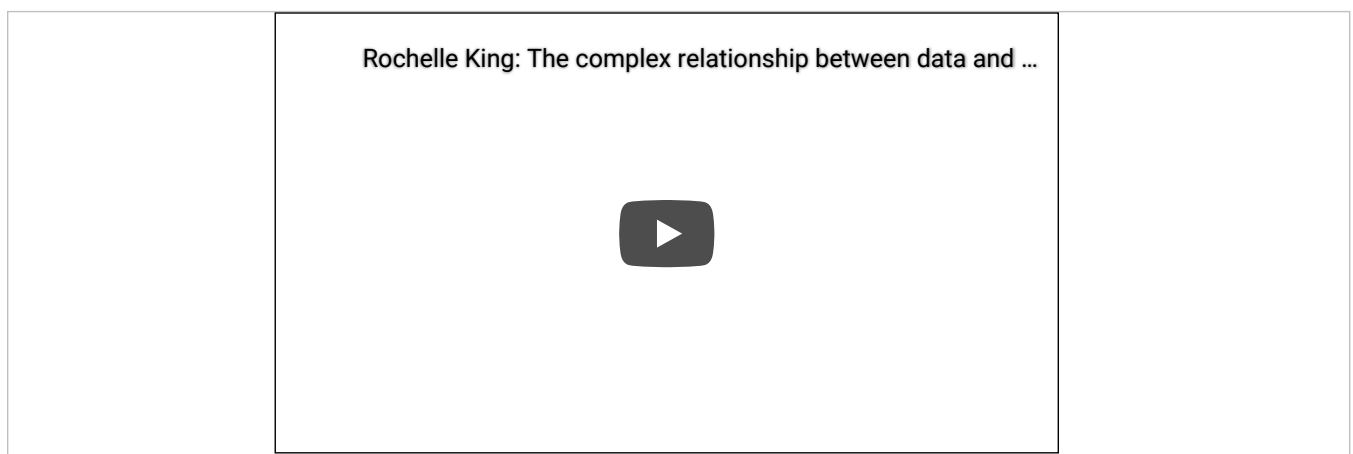 Rochelle King: The complex relationship between data and ...